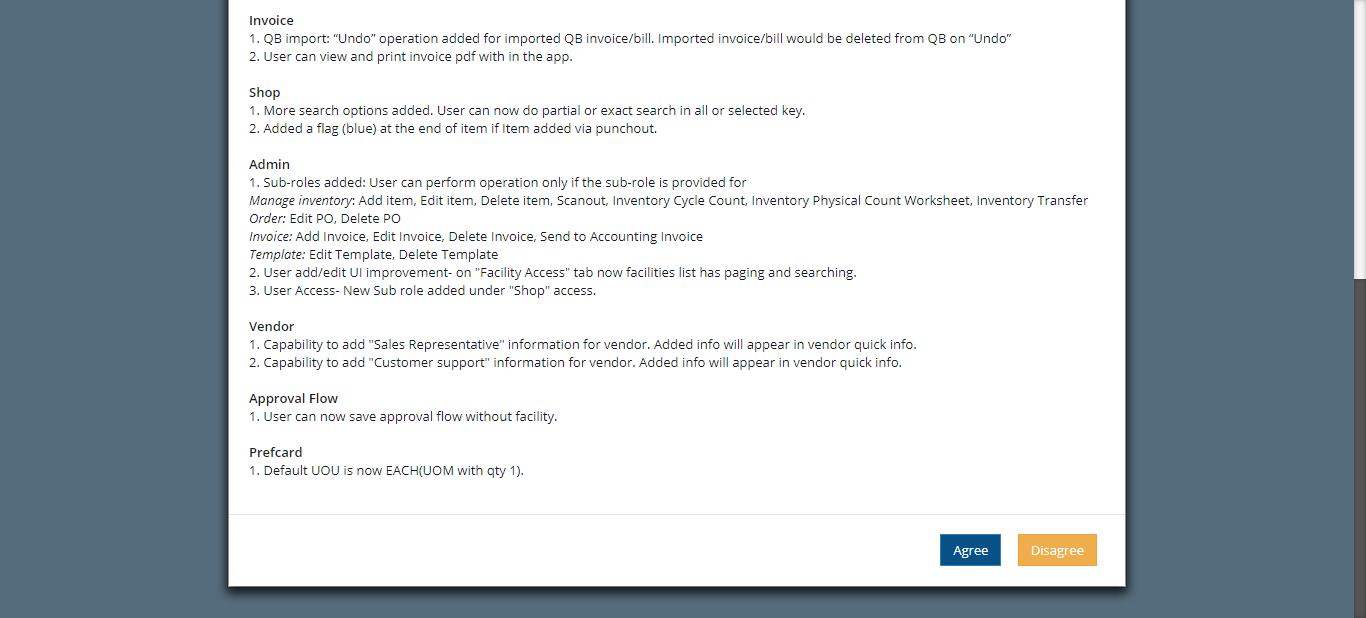 Invoice
1. QB import: “Undo” operation added for imported QB invoice/bill. Imported invoice/bill would be deleted from QB on “Undo”
2. User can view and print invoice pdf with in the app.
Shop
1. More search options added. User can now do partial or exact search in all or selected key.
2. Added a flag (blue) at the end of item if Item added via punchout.
Admin
1. Sub-roles added: User can perform operation only if the sub-role is provided for
Manage inventory: Add item, Edit item, Delete item, Scanout, Inventory Cycle Count, Inventory Physical Count Worksheet, Inventory Transfer
Order: Edit PO, Delete PO
Invoice: Add Invoice, Edit Invoice, Delete Invoice, Send to Accounting Invoice
Template: Edit Template, Delete Template
2. User add/edit UI improvement- on "Facility Access" tab now facilities list has paging and searching.
3. User Access- New Sub role added under "Shop" access.
Vendor
1. Capability to add "Sales Representative" information for vendor. Added info will appear in vendor quick info.
2. Capability to add "Customer support" information for vendor. Added info will appear in vendor quick info.
Approval Flow
1. User can now save approval flow without facility.
Prefcard
1. Default UOU is now EACH(UOM with qty 1).
Agree
Disagree